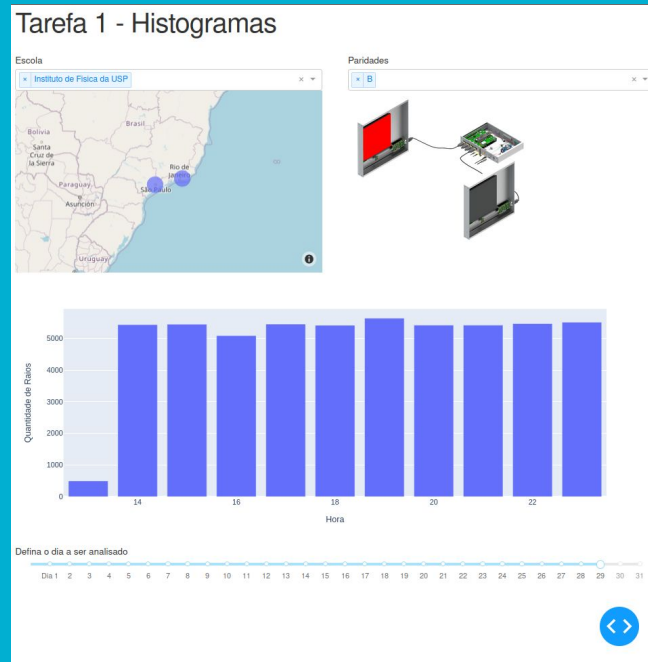 Tarefa 1 - Histogramas
Escola
× Instituto de Física da USP
×
Paridades
× B
×
Brasil
Bolivia
Santa
Cruz de
la Sierra
Rio de
Janeiro
São Paulo
Paraguay
Asunción
Uruguay
Quantidade de Raios
5000
4000
3000
2000
1000
0
14 16 18 20 22
Hora
Defina o dia a ser analisado
Dia 1 2 3 4 5 6 7 8 9 10 11 12 13 14 15 16 17 18 19 20 21 22 23 24 25 26 27 28 29 30 31